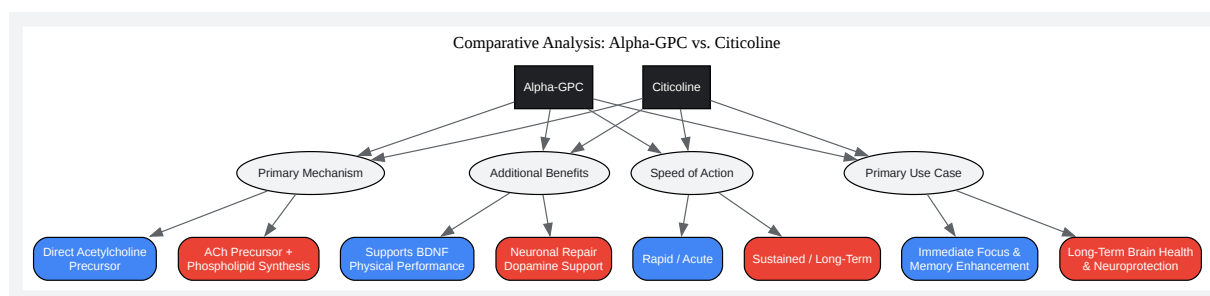 Comparative Analysis: Alpha-GPC vs. Citicoline
Alpha-GPC
Citicoline
Primary Mechanism
Additional Benefits
Speed of Action
Primary Use Case
Direct Acetylcholine
Precursor
ACh Precursor +
Phospholipid Synthesis
Supports BDNF
Physical Performance
Neuronal Repair
Dopamine Support
Rapid / Acute
Sustained / Long-Term
Immediate Focus &
Memory Enhancement
Long-Term Brain Health
& Neuroprotection